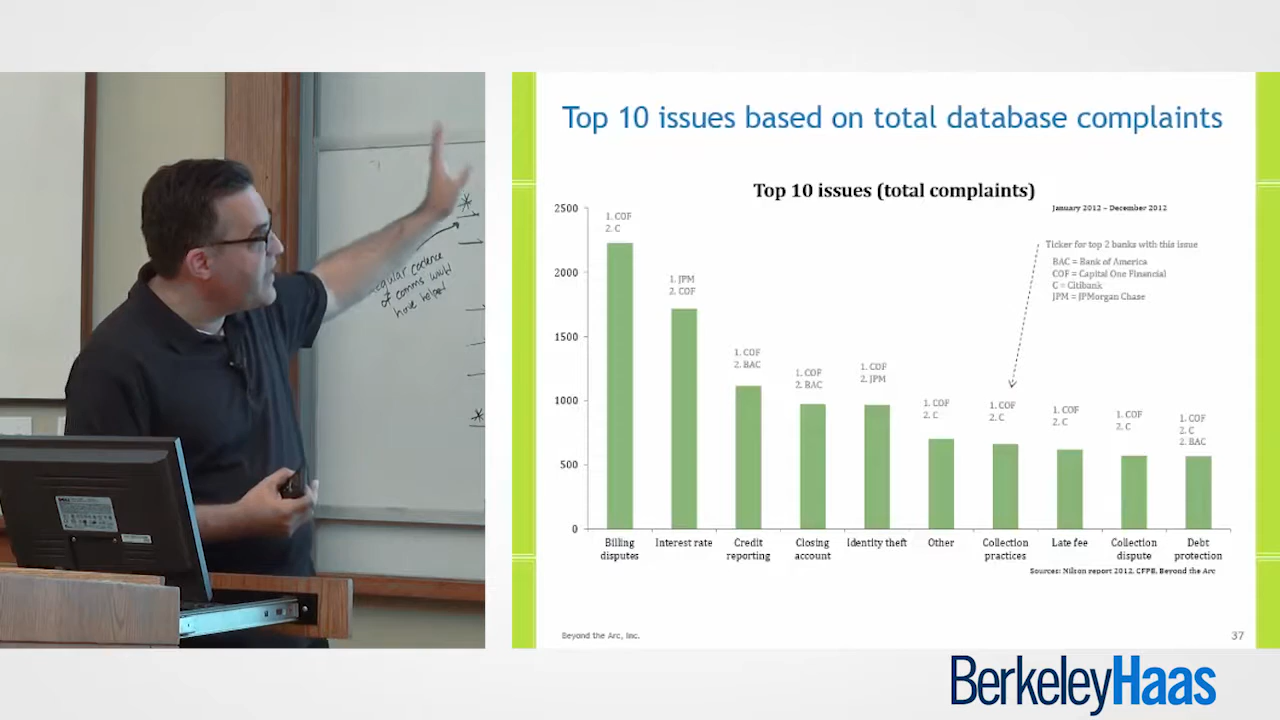 regular cadence
of comms would
have helped
DELL
Top 10 issues based on total database complaints
Top 10 issues (total complaints)
January 2012 – December 2012
Ticker for top 2 banks with this issue
BAC = Bank of America
COF = Capital One Financial
C = Citibank
JPM = JPMorgan Chase
2500
2000
1500
1000
500
0
1. COF
2. C
1. JPM
2. COF
1. COF
2. BAC
1. COF
2. BAC
1. COF
2. JPM
1. COF
2. C
1. COF
2. C
1. COF
2. C
1. COF
2. C
1. COF
2. C
2. BAC
Billing
disputes
Interest rate
Credit
reporting
Closing
account
Identity theft
Other
Collection
practices
Late fee
Collection
dispute
Debt
protection
Sources: Nilson report 2012, CFPB, Beyond the Arc
Beyond the Arc, Inc.
37
BerkeleyHaas